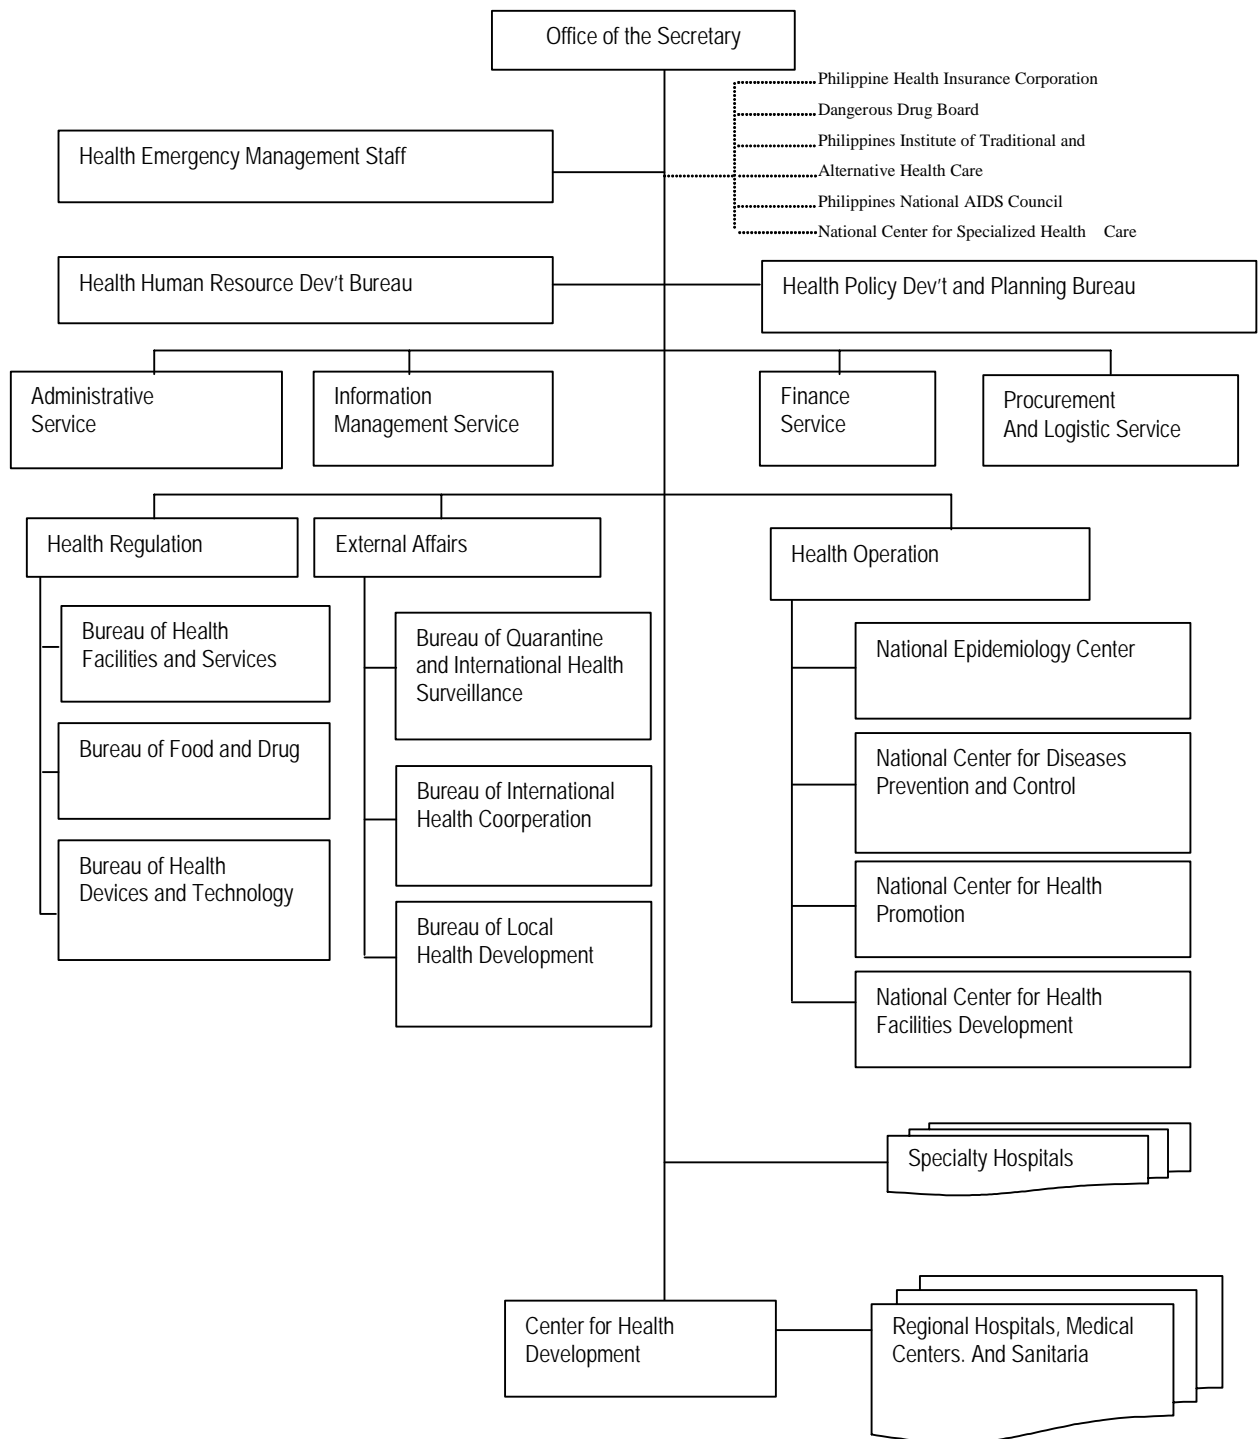 Office of the Secretary
Philippine Health Insurance Corporation
Dangerous Drug Board
Philippines Institute of Traditional and
Alternative Health Care
Philippines National AIDS Council
National Center for Specialized Health Care
Health Emergency Management Staff
Health Human Resource Dev't Bureau
Health Policy Dev't and Planning Bureau
Administrative
Service
Information
Management Service
Finance
Service
Procurement
And Logistic Service
Health Regulation
External Affairs
Health Operation
Bureau of Health
Facilities and Services
Bureau of Food and Drug
Bureau of Health
Devices and Technology
Bureau of Quarantine
and International Health
Surveillance
Bureau of International
Health Coorperation
Bureau of Local
Health Development
National Epidemiology Center
National Center for Diseases
Prevention and Control
National Center for Health
Promotion
National Center for Health
Facilities Development
Specialty Hospitals
Center for Health
Development
Regional Hospitals, Medical
Centers. And Sanitaria